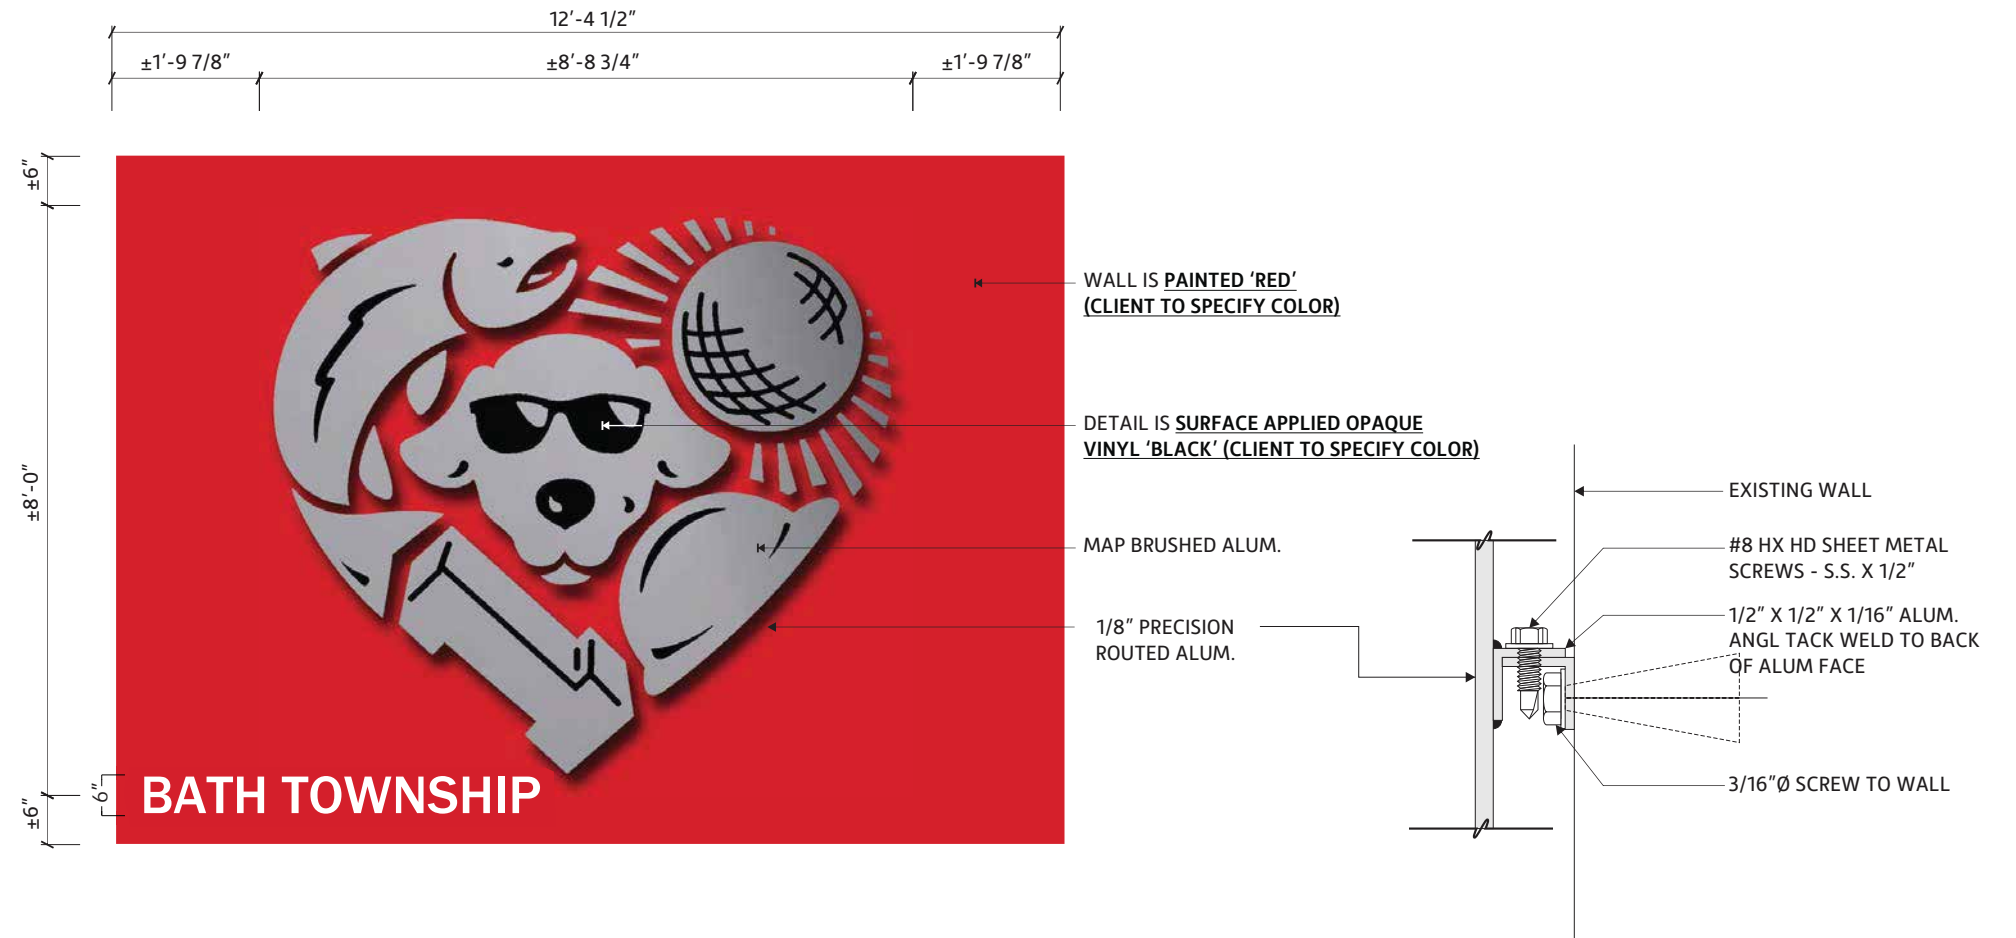 12′-4 1/2″
±1′-9 7/8″
±8′-8 3/4″
±1′-9 7/8″
±6″
±8′-0″
±6″
6″
BATH TOWNSHIP
WALL IS PAINTED ‘RED’
(CLIENT TO SPECIFY COLOR)
DETAIL IS SURFACE APPLIED OPAQUE
VINYL ‘BLACK’ (CLIENT TO SPECIFY COLOR)
MAP BRUSHED ALUM.
1/8″ PRECISION
ROUTED ALUM.
EXISTING WALL
#8 HX HD SHEET METAL
SCREWS - S.S. X 1/2″
1/2″ X 1/2″ X 1/16″ ALUM.
ANGL TACK WELD TO BACK
OF ALUM FACE
3/16″Ø SCREW TO WALL